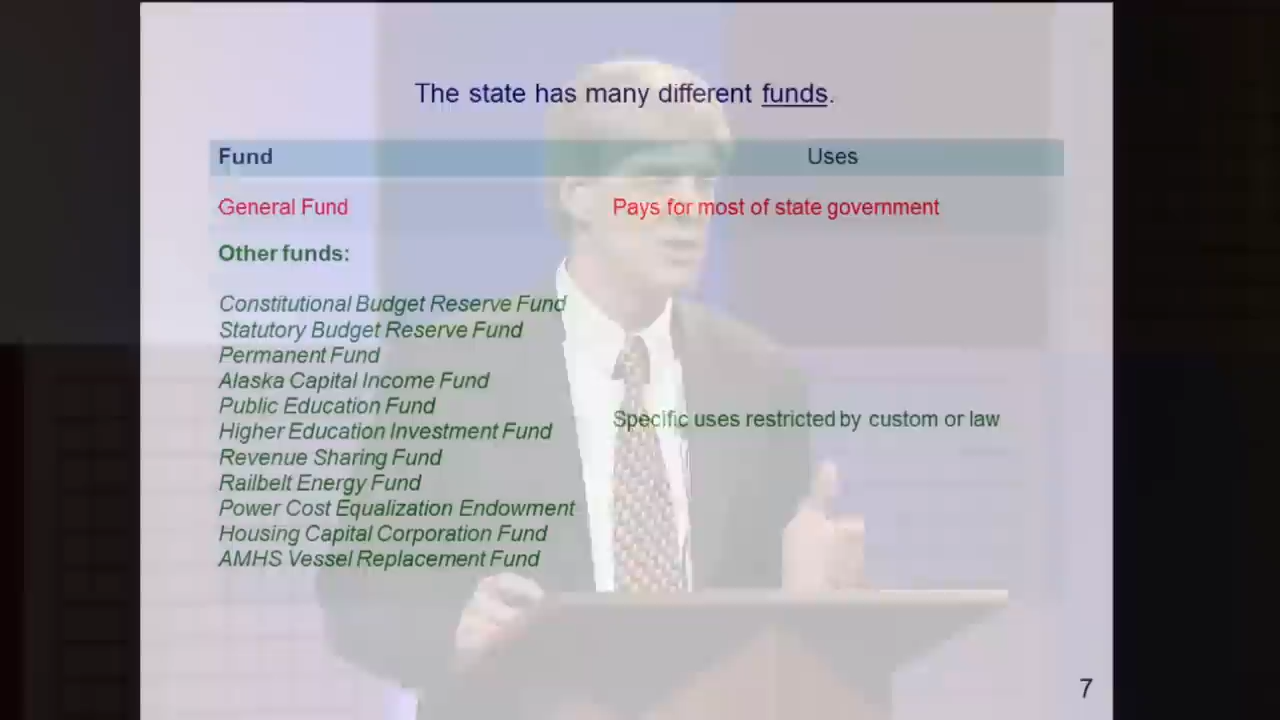 The state has many different funds.
Fund Uses
General Fund Pays for most of state government
Other funds:
Constitutional Budget Reserve Fund
Statutory Budget Reserve Fund
Permanent Fund
Alaska Capital Income Fund
Public Education Fund
Specific uses restricted by custom or law
Higher Education Investment Fund
Revenue Sharing Fund
Railbelt Energy Fund
Power Cost Equalization Endowment
Housing Capital Corporation Fund
AMHS Vessel Replacement Fund
7